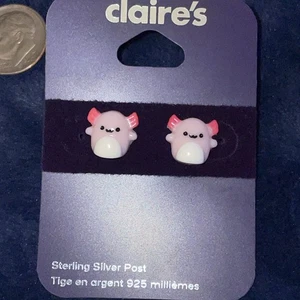 claire's
Sterling Silver Post
Tige en argent 925 millièmes